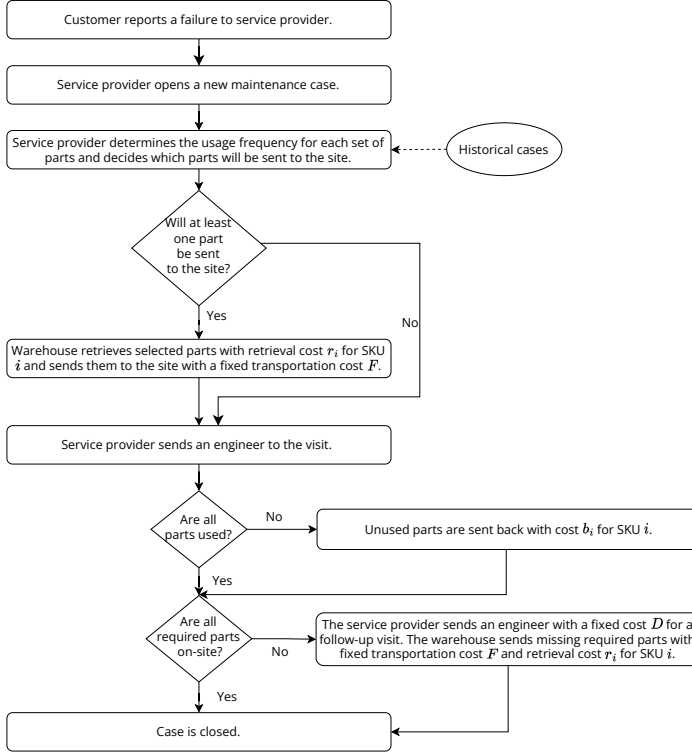 Customer reports a failure to service provider.
Service provider opens a new maintenance case.
Service provider determines the usage frequency for each set of
parts and decides which parts will be sent to the site.
Historical cases
Will at least
one part
be sent
to the site?
Yes
No
Warehouse retrieves selected parts with retrieval cost r_i for SKU
i and sends them to the site with a fixed transportation cost F.
Service provider sends an engineer to the visit.
Are all
parts used?
No
Unused parts are sent back with cost b_i for SKU i.
Yes
Are all
required parts
on-site?
No
The service provider sends an engineer with a fixed cost D for a
follow-up visit. The warehouse sends missing required parts with
fixed transportation cost F and retrieval cost r_i for SKU i.
Yes
Case is closed.